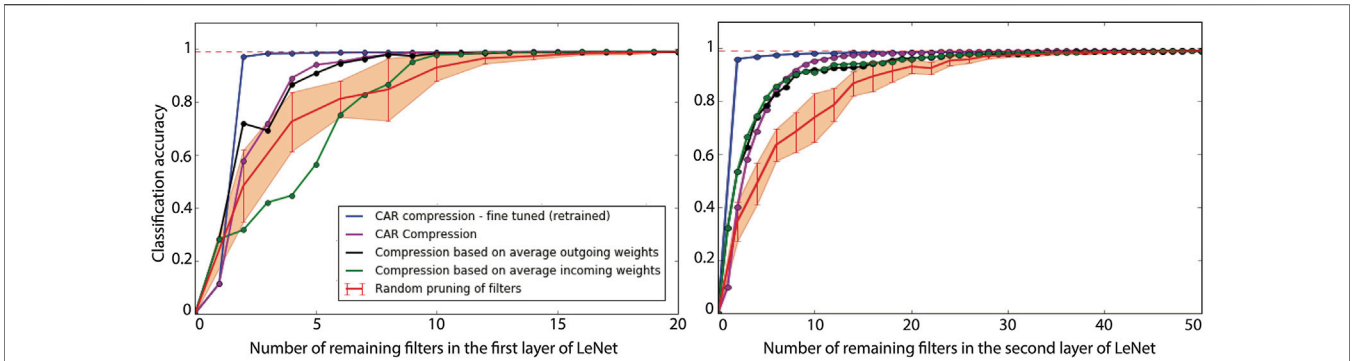 Classification accuracy
1
0.8
0.6
0.4
0.2
0
0 5 10 15 20
Number of remaining filters in the first layer of LeNet
CAR compression - fine tuned (retrained)
CAR Compression
Compression based on average outgoing weights
Compression based on average incoming weights
Random pruning of filters
1
0.8
0.6
0.4
0.2
0
0 10 20 30 40 50
Number of remaining filters in the second layer of LeNet